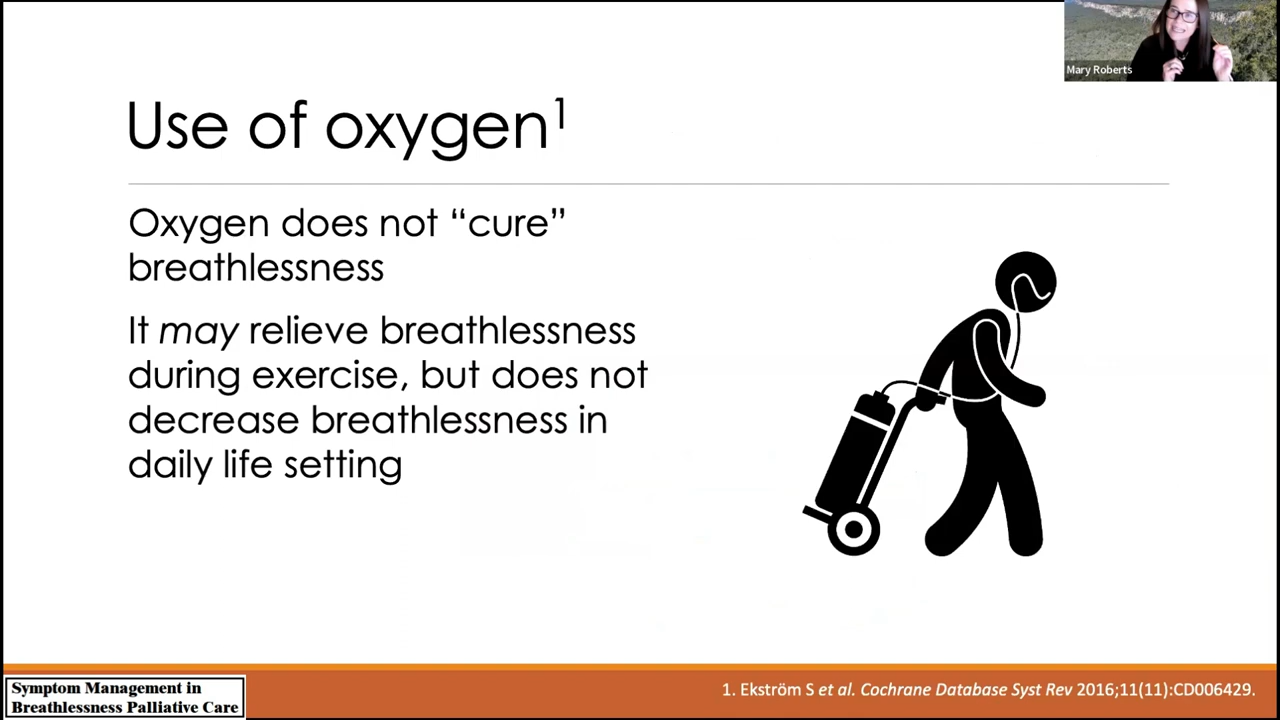 Mary Roberts
Use of oxygen1
Oxygen does not “cure”
breathlessness
It may relieve breathlessness
during exercise, but does not
decrease breathlessness in
daily life setting
Symptom Management in
Breathlessness Palliative Care
1. Ekström S et al. Cochrane Database Syst Rev 2016;11(11):CD006429.